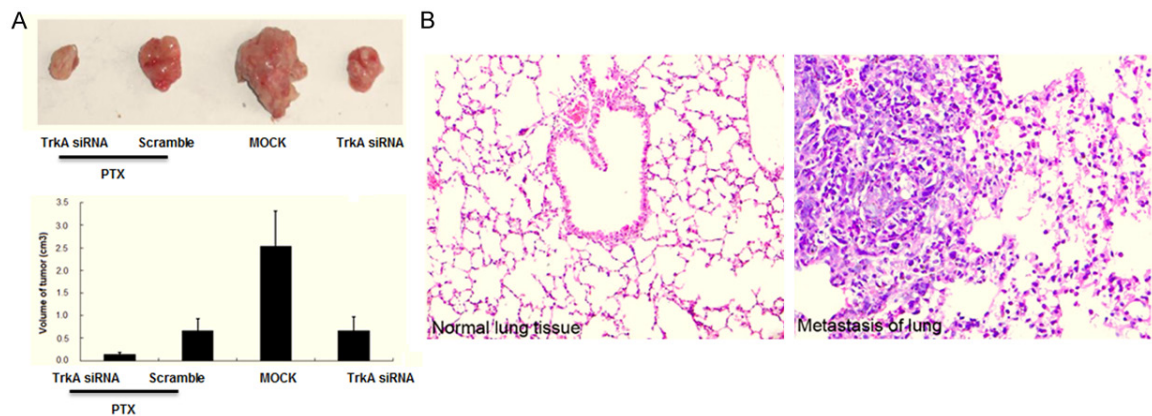 A
B
TrkA siRNA Scramble MOCK TrkA siRNA
PTX
3.5
3.0
2.5
2.0
1.5
1.0
0.5
0.0
Volume of tumor (cm3)
TrkA siRNA Scramble MOCK TrkA siRNA
PTX
Normal lung tissue
Metastasis of lung